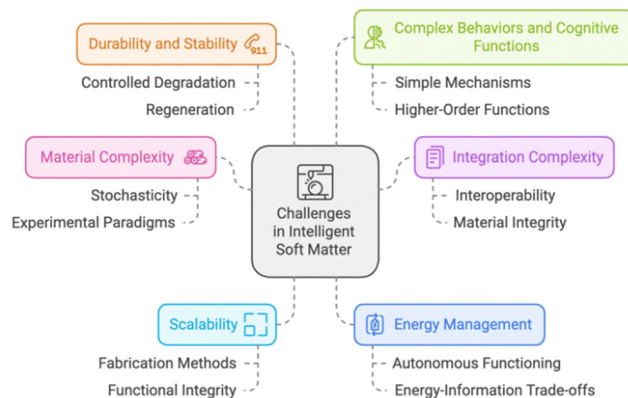 Durability and Stability
911
Controlled Degradation
Regeneration
Complex Behaviors and Cognitive
Functions
Simple Mechanisms
Higher-Order Functions
Material Complexity
Stochasticity
Experimental Paradigms
Challenges
in Intelligent
Soft Matter
Integration Complexity
Interoperability
Material Integrity
Scalability
Fabrication Methods
Functional Integrity
Energy Management
Autonomous Functioning
Energy-Information Trade-offs